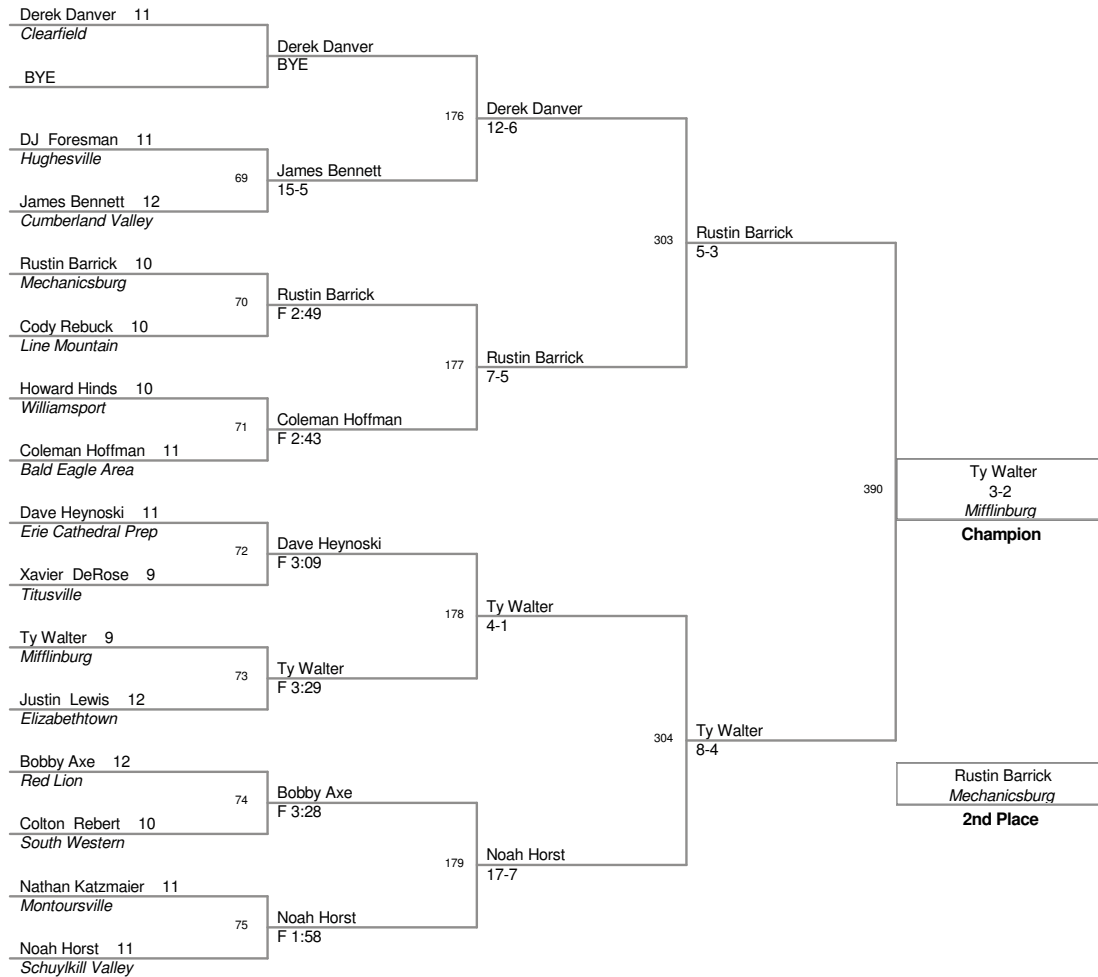 Derek Danver 11
Clearfield
BYE
DJ Foresman 11
Hughesville
69
James Bennett 12
Cumberland Valley
Rustin Barrick 10
Mechanicsburg
70
Cody Rebuck 10
Line Mountain
Howard Hinds 10
Williamsport
71
Coleman Hoffman 11
Bald Eagle Area
Dave Heynoski 11
Erie Cathedral Prep
72
Xavier DeRose 9
Titusville
Ty Walter 9
Mifflinburg
73
Justin Lewis 12
Elizabethtown
Bobby Axe 12
Red Lion
74
Colton Rebert 10
South Western
Nathan Katzmaier 11
Montoursville
75
Noah Horst 11
Schuylkill Valley
Derek Danver
BYE
176
James Bennett
15-5
Rustin Barrick
F 2:49
177
Coleman Hoffman
F 2:43
Dave Heynoski
F 3:09
178
Ty Walter
F 3:29
Bobby Axe
F 3:28
179
Noah Horst
F 1:58
Derek Danver
12-6
303
Rustin Barrick
7-5
Ty Walter
4-1
304
Noah Horst
17-7
Rustin Barrick
5-3
390
Ty Walter
8-4
Ty Walter
3-2
Mifflinburg
Champion
Rustin Barrick
Mechanicsburg
2nd Place